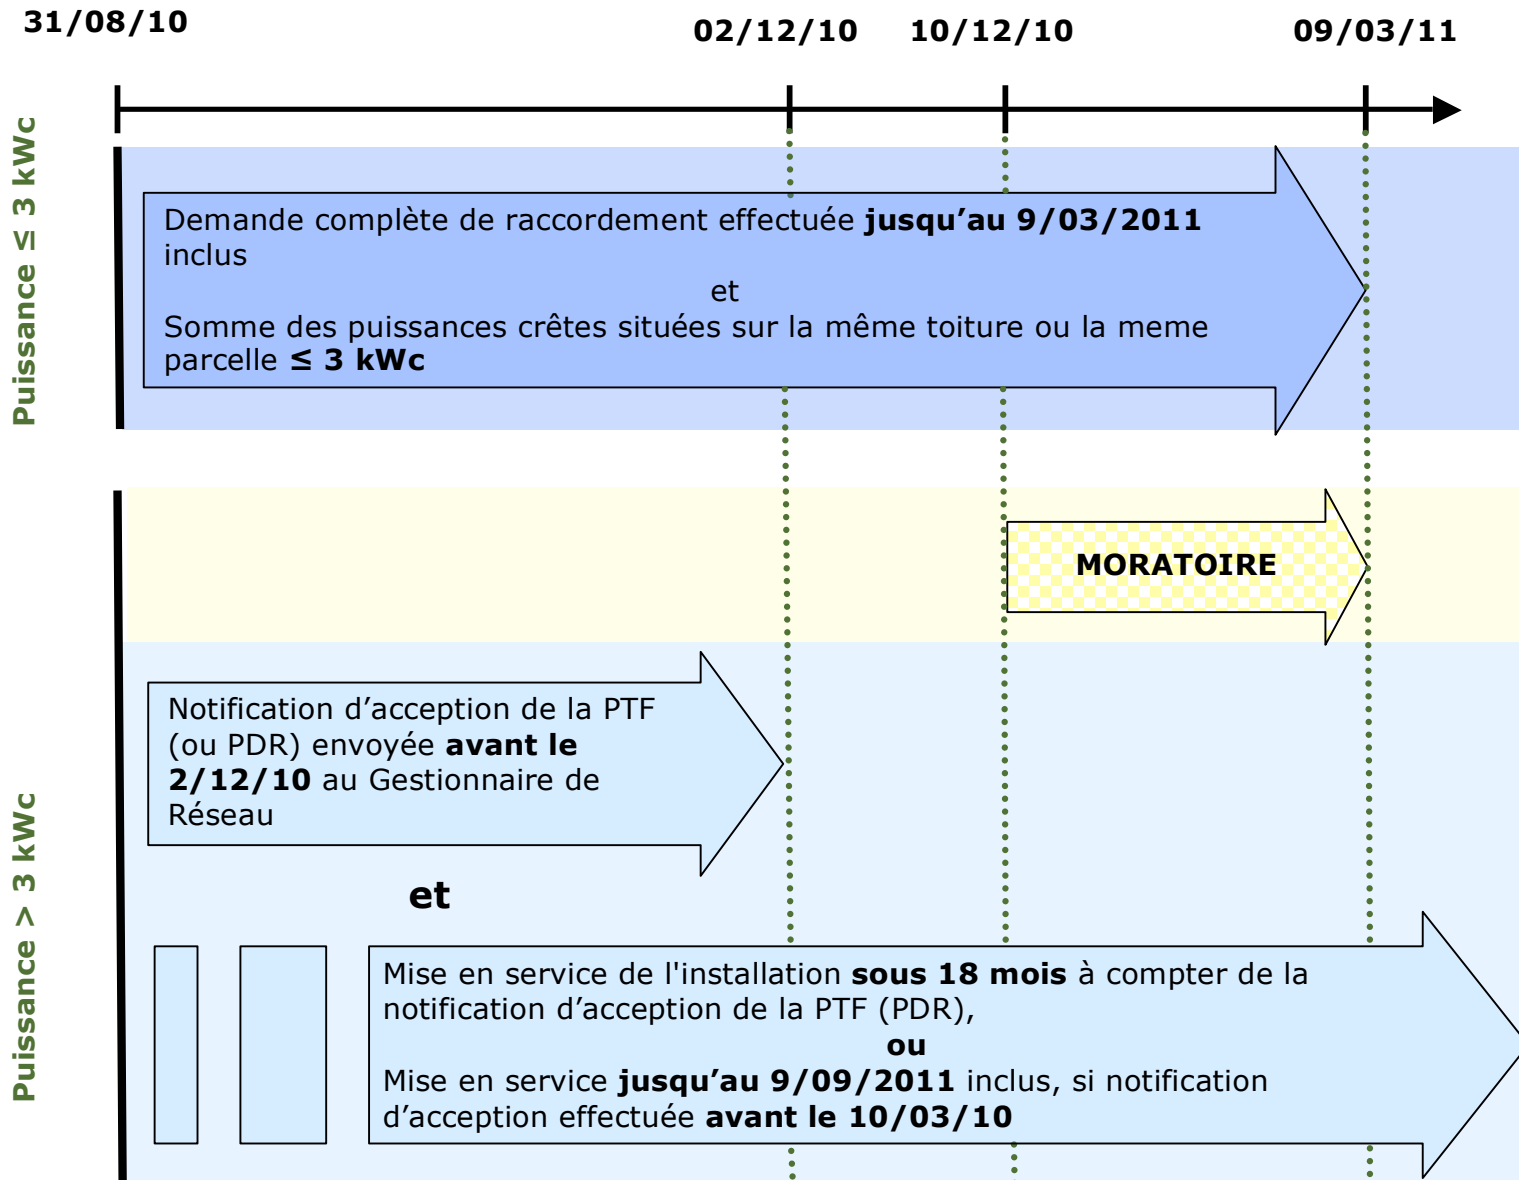 31/08/10
02/12/10
10/12/10
09/03/11
Puissance ≤ 3 kWc
Demande complète de raccordement effectuée jusqu’au 9/03/2011
inclus
et
Somme des puissances crêtes situées sur la même toiture ou la meme
parcelle ≤ 3 kWc
MORATOIRE
Puissance > 3 kWc
Notification d’acception de la PTF
(ou PDR) envoyée avant le
2/12/10 au Gestionnaire de
Réseau
et
Mise en service de l'installation sous 18 mois à compter de la
notification d’acception de la PTF (PDR),
ou
Mise en service jusqu’au 9/09/2011 inclus, si notification
d’acception effectuée avant le 10/03/10